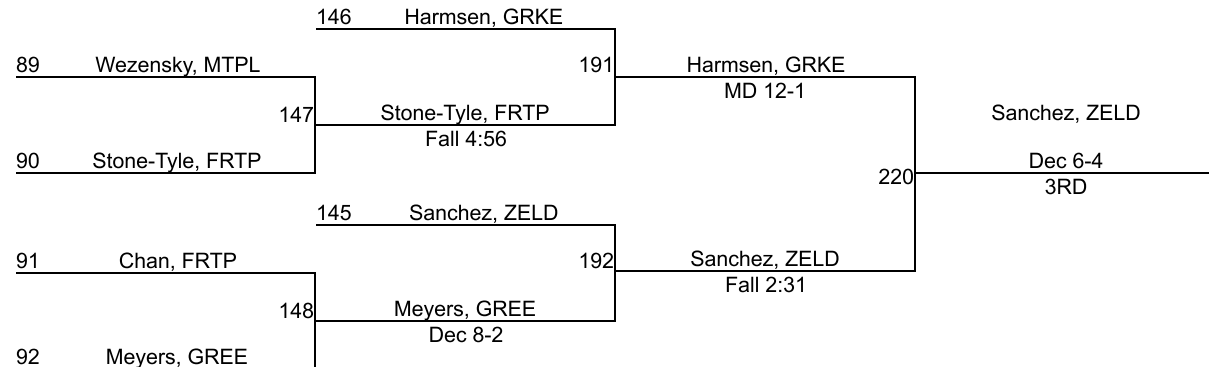 146 Harmsen, GRKE
89 Wezensky, MTPL
191 Harmsen, GRKE
MD 12-1
147 Stone-Tyle, FRTP
Fall 4:56
Sanchez, ZELD
90 Stone-Tyle, FRTP
Dec 6-4
220
3RD
145 Sanchez, ZELD
91 Chan, FRTP
192 Sanchez, ZELD
Fall 2:31
148 Meyers, GREE
Dec 8-2
92 Meyers, GREE